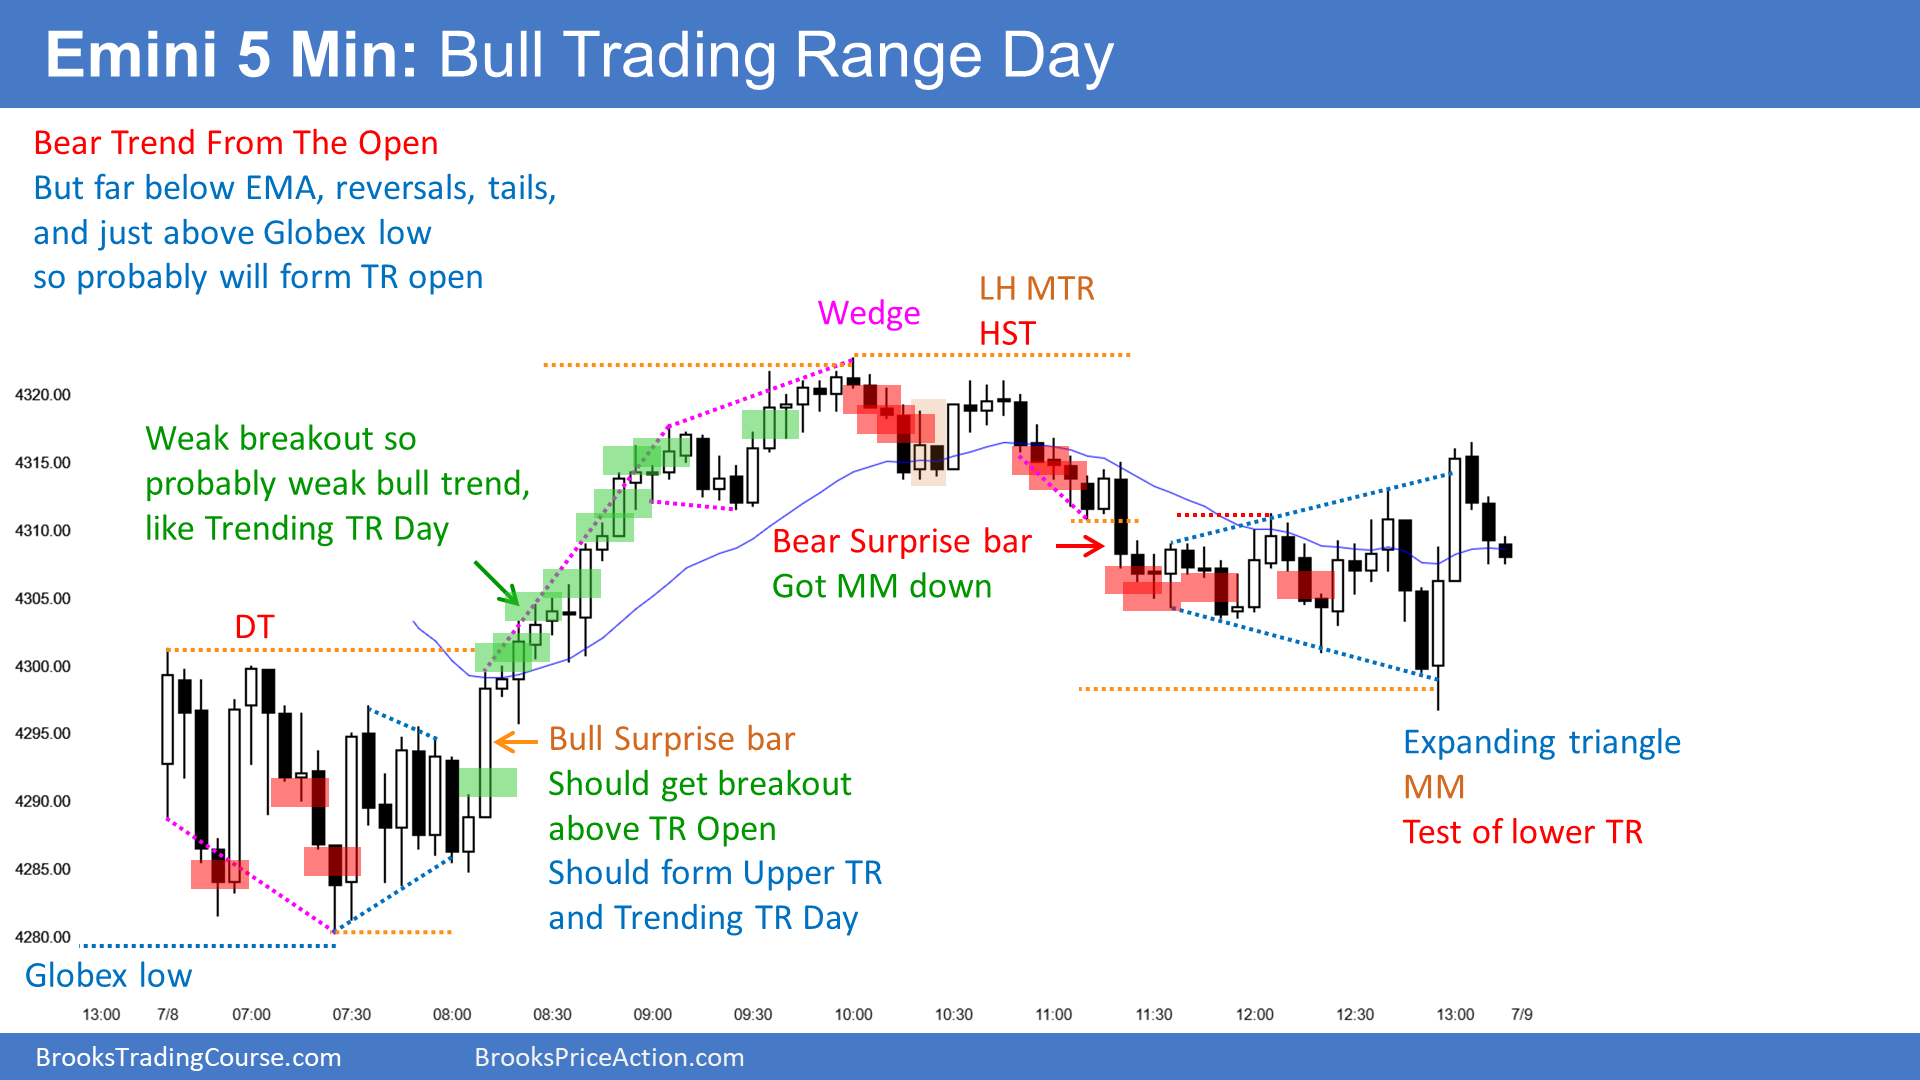 Emini 5 Min: Bull Trading Range Day
Bear Trend From The Open
But far below EMA, reversals, tails,
and just above Globex low
so probably will form TR open
LH MTR
HST
Wedge
4320.00
4315.00
4310.00
4305.00
4300.00
4295.00
4290.00
4285.00
4280.00
Weak breakout so
probably weak bull trend,
like Trending TR Day
Bear Surprise bar
Got MM down
DT
Bull Surprise bar
Should get breakout
above TR Open
Should form Upper TR
and Trending TR Day
Expanding triangle
MM
Test of lower TR
Globex low
13:00 7/8 07:00 07:30 08:00 08:30 09:00 09:30 10:00 10:30 11:00 11:30 12:00 12:30 13:00 7/9
BrooksTradingCourse.com BrooksPriceAction.com